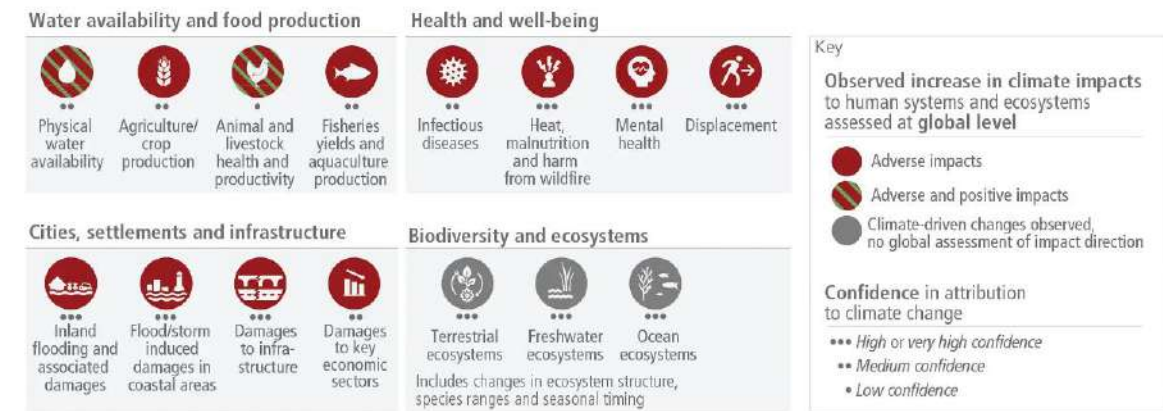 Water availability and food production
Physical
water
availability
Agriculture/
crop
production
Animal and
livestock
health and
productivity
Fisheries
yields and
aquaculture
production
Health and well-being
Infectious
diseases
Heat,
malnutrition
and harm
from wildfire
Mental
health
Displacement
Cities, settlements and infrastructure
Inland
flooding and
associated
damages
Flood/storm
induced
damages in
coastal areas
Damages
to infra-
structure
Damages
to key
economic
sectors
Biodiversity and ecosystems
Terrestrial
ecosystems
Freshwater
ecosystems
Ocean
ecosystems
Includes changes in ecosystem structure,
species ranges and seasonal timing
Key
Observed increase in climate impacts
to human systems and ecosystems
assessed at global level
Adverse impacts
Adverse and positive impacts
Climate-driven changes observed,
no global assessment of impact direction
Confidence in attribution
to climate change
••• High or very high confidence
•• Medium confidence
• Low confidence